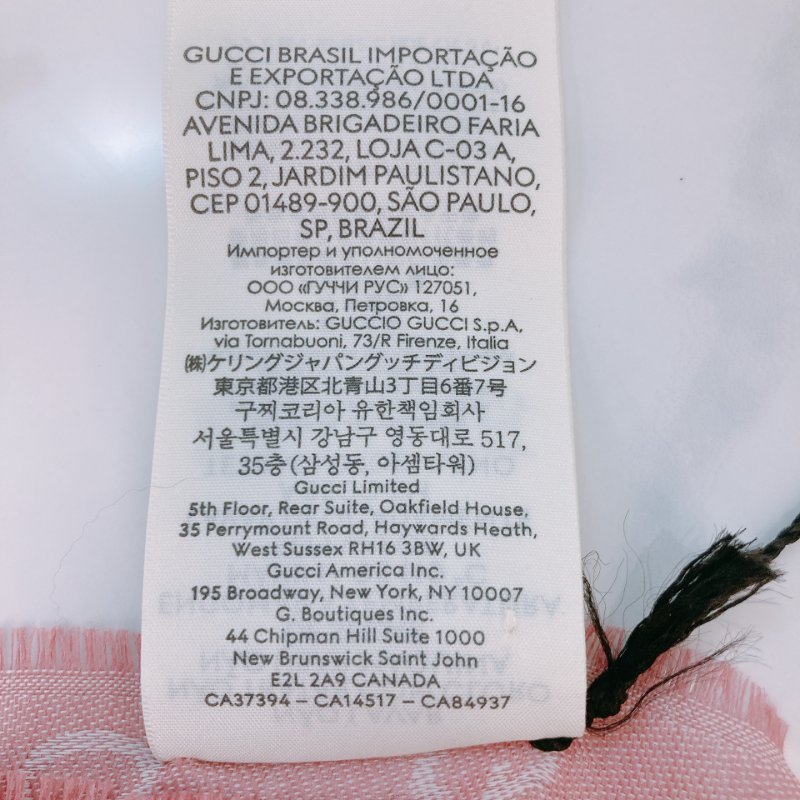 GUCCI BRASIL IMPORTAÇÃO
E EXPORTAÇÃO LTDA
CNPJ: 08.338.986/0001-16
AVENIDA BRIGADEIRO FARIA
LIMA, 2.232, LOJA C-03 A,
PISO 2, JARDIM PAULISTANO,
CEP 01489-900, SÃO PAULO,
SP, BRAZIL
Импортер и уполномоченное
изготовителем лицо:
ООО «ГУЧЧИ РУС» 127051,
Москва, Петровка, 16
Изготовитель: GUCCIO GUCCI S.p.A,
via Tornabuoni, 73/R Firenze, Italia
㈱ケリングジャパングッチディビジョン
東京都港区北青山3丁目6番7号
구찌코리아 유한책임회사
서울특별시 강남구 영동대로 517,
35층(삼성동, 아셈타워)
Gucci Limited
5th Floor, Rear Suite, Oakfield House,
35 Perrymount Road, Haywards Heath,
West Sussex RH16 3BW, UK
Gucci America Inc.
195 Broadway, New York, NY 10007
G. Boutiques Inc.
44 Chipman Hill Suite 1000
New Brunswick Saint John
E2L 2A9 CANADA
CA37394 – CA14517 – CA84937